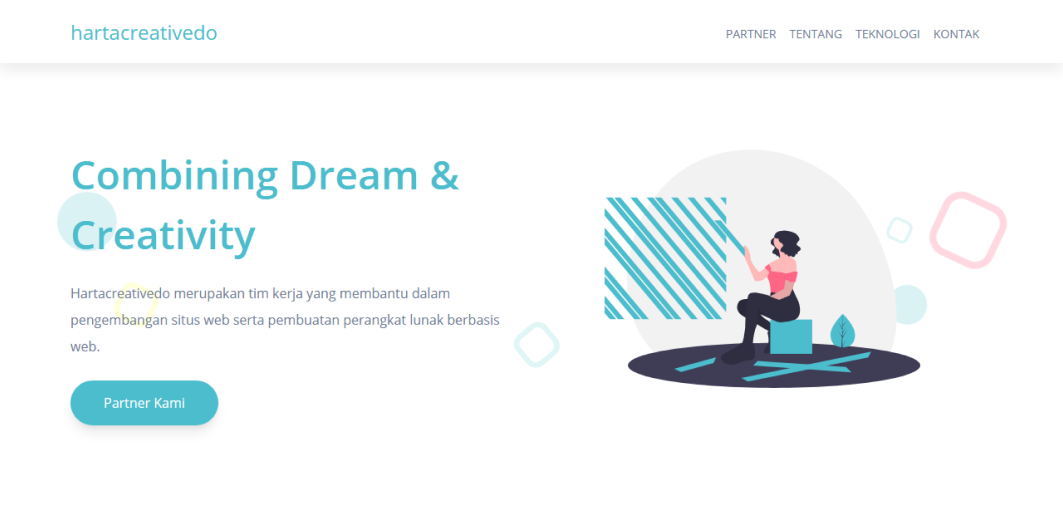 hartacreativedo
PARTNER TENTANG TEKNOLOGI KONTAK
Combining Dream &
Creativity
Hartacreativedo merupakan tim kerja yang membantu dalam
pengembangan situs web serta pembuatan perangkat lunak berbasis
web.
Partner Kami